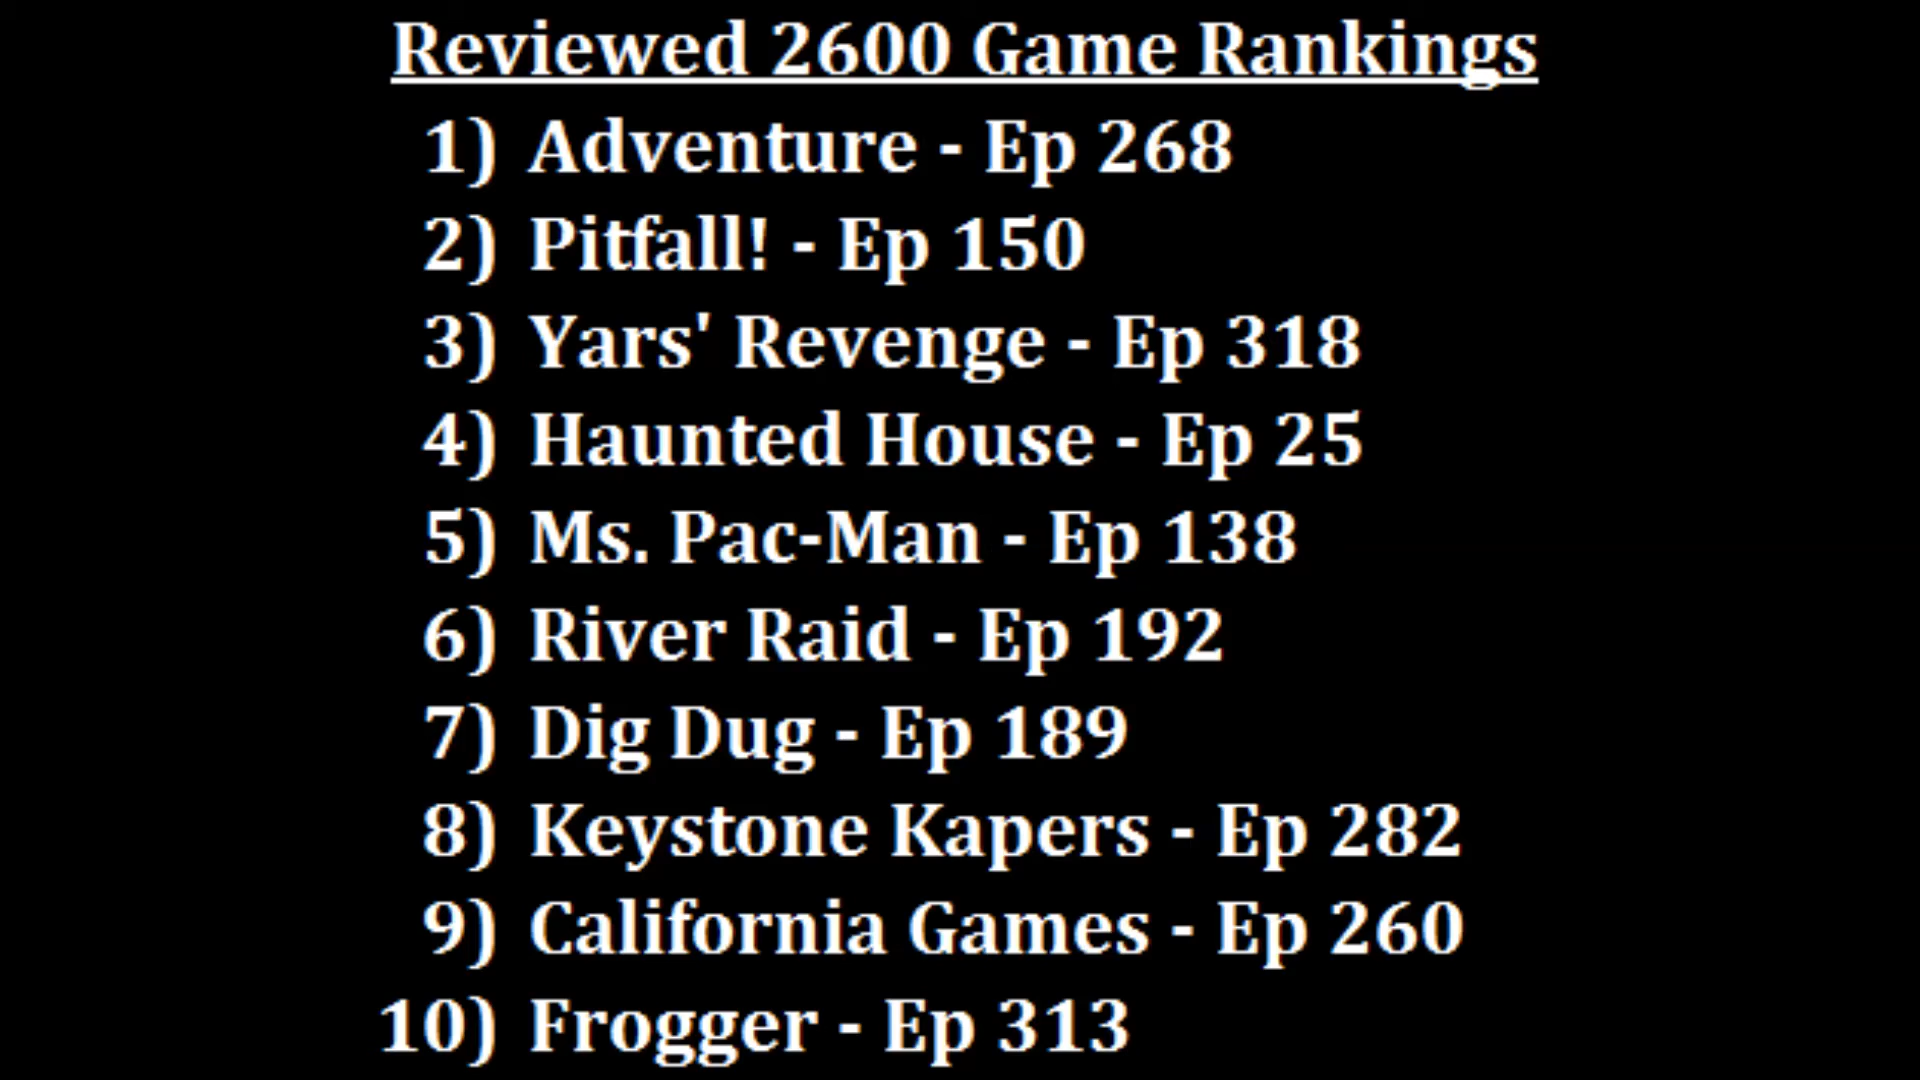 Reviewed 2600 Game Rankings
1) Adventure - Ep 268
2) Pitfall! - Ep 150
3) Yars' Revenge - Ep 318
4) Haunted House - Ep 25
5) Ms. Pac-Man - Ep 138
6) River Raid - Ep 192
7) Dig Dug - Ep 189
8) Keystone Kapers - Ep 282
9) California Games - Ep 260
10) Frogger - Ep 313